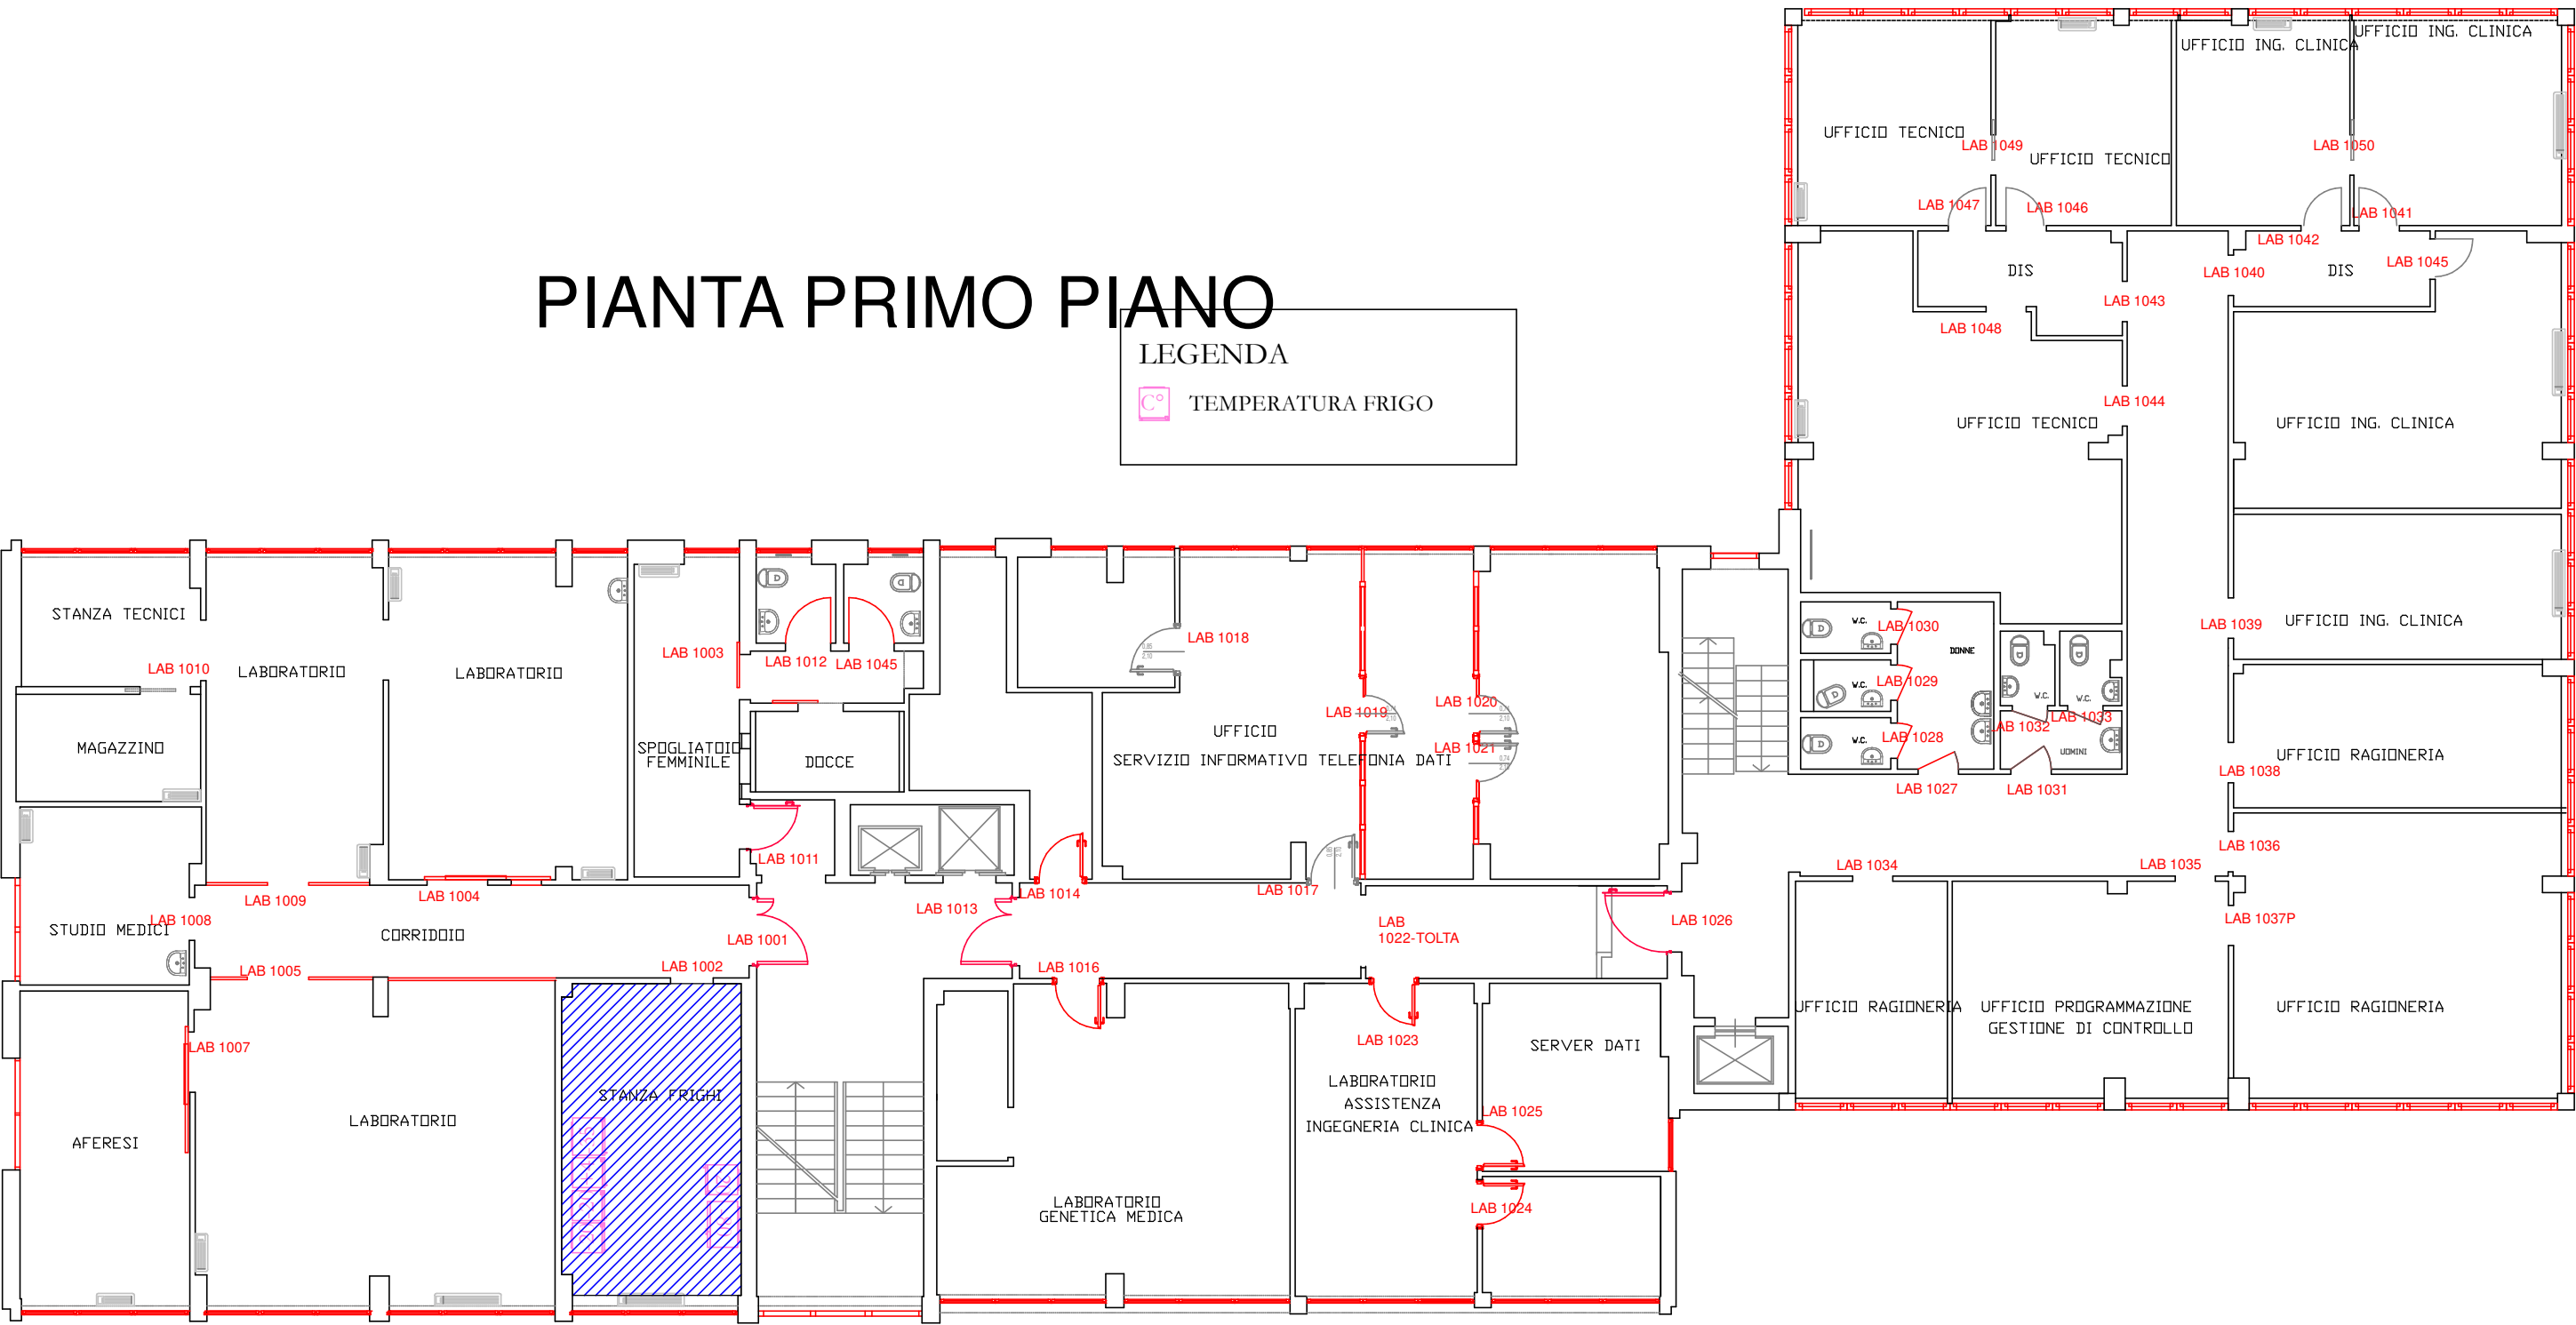 UFFICIO ING. CLINICA
UFFICIO ING. CLINICA
UFFICIO TECNICO
LAB 1049
UFFICIO TECNICO
LAB 1050
LAB 1047
LAB 1046
LAB 1041
LAB 1042
DIS
LAB 1040
DIS
LAB 1045
LAB 1043
LAB 1048
PIANTA PRIMO PIANO
LEGENDA
C°
TEMPERATURA FRIGO
LAB 1044
UFFICIO TECNICO
UFFICIO ING. CLINICA
STANZA TECNICI
LAB 1010
LABORATORIO
LABORATORIO
LAB 1003
LAB 1012
LAB 1045
LAB 1018
0,85
2,10
W.C.
LAB 1030
DONNE
LAB 1039
UFFICIO ING. CLINICA
W.C.
LAB 1029
W.C.
W.C.
LAB 1019
LAB 1020
LAB 1032
LAB 1033
MAGAZZINO
SPOGLIATOIO
FEMMINILE
DOCCE
UFFICIO
SERVIZIO INFORMATIVO TELEFONIA DATI
LAB 1021
0,74
2,10
W.C.
LAB 1028
UOMINI
UFFICIO RAGIONERIA
LAB 1038
LAB 1027
LAB 1031
LAB 1011
LAB 1036
LAB 1034
LAB 1035
LAB 1009
LAB 1004
LAB 1014
LAB 1017
LAB 1013
LAB 1008
STUDIO MEDICI
CORRIDOIO
LAB 1001
LAB
1022-TOLTA
LAB 1026
LAB 1037P
LAB 1005
LAB 1002
LAB 1016
UFFICIO RAGIONERIA
UFFICIO PROGRAMMAZIONE
GESTIONE DI CONTROLLO
UFFICIO RAGIONERIA
LAB 1007
LAB 1023
SERVER DATI
STANZA FRIGHI
LABORATORIO
ASSISTENZA
INGEGNERIA CLINICA
LAB 1025
AFERESI
LABORATORIO
LABORATORIO
GENETICA MEDICA
LAB 1024